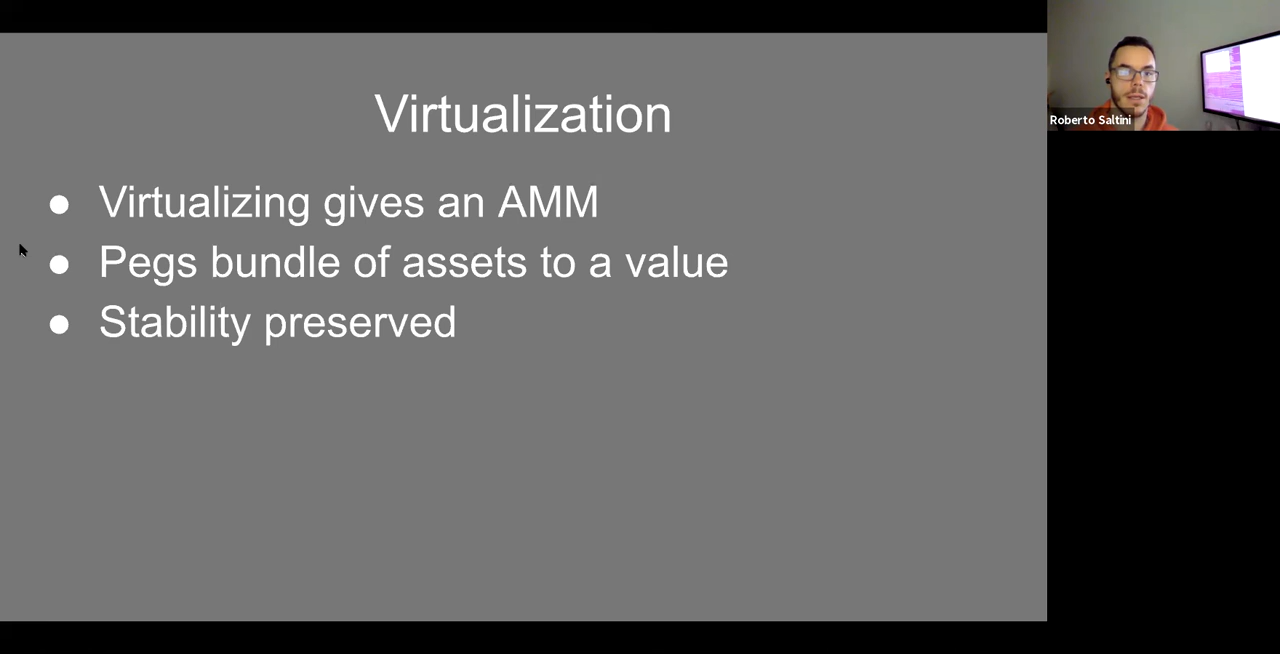 Virtualization
● Virtualizing gives an AMM
● Pegs bundle of assets to a value
● Stability preserved
Roberto Saltini